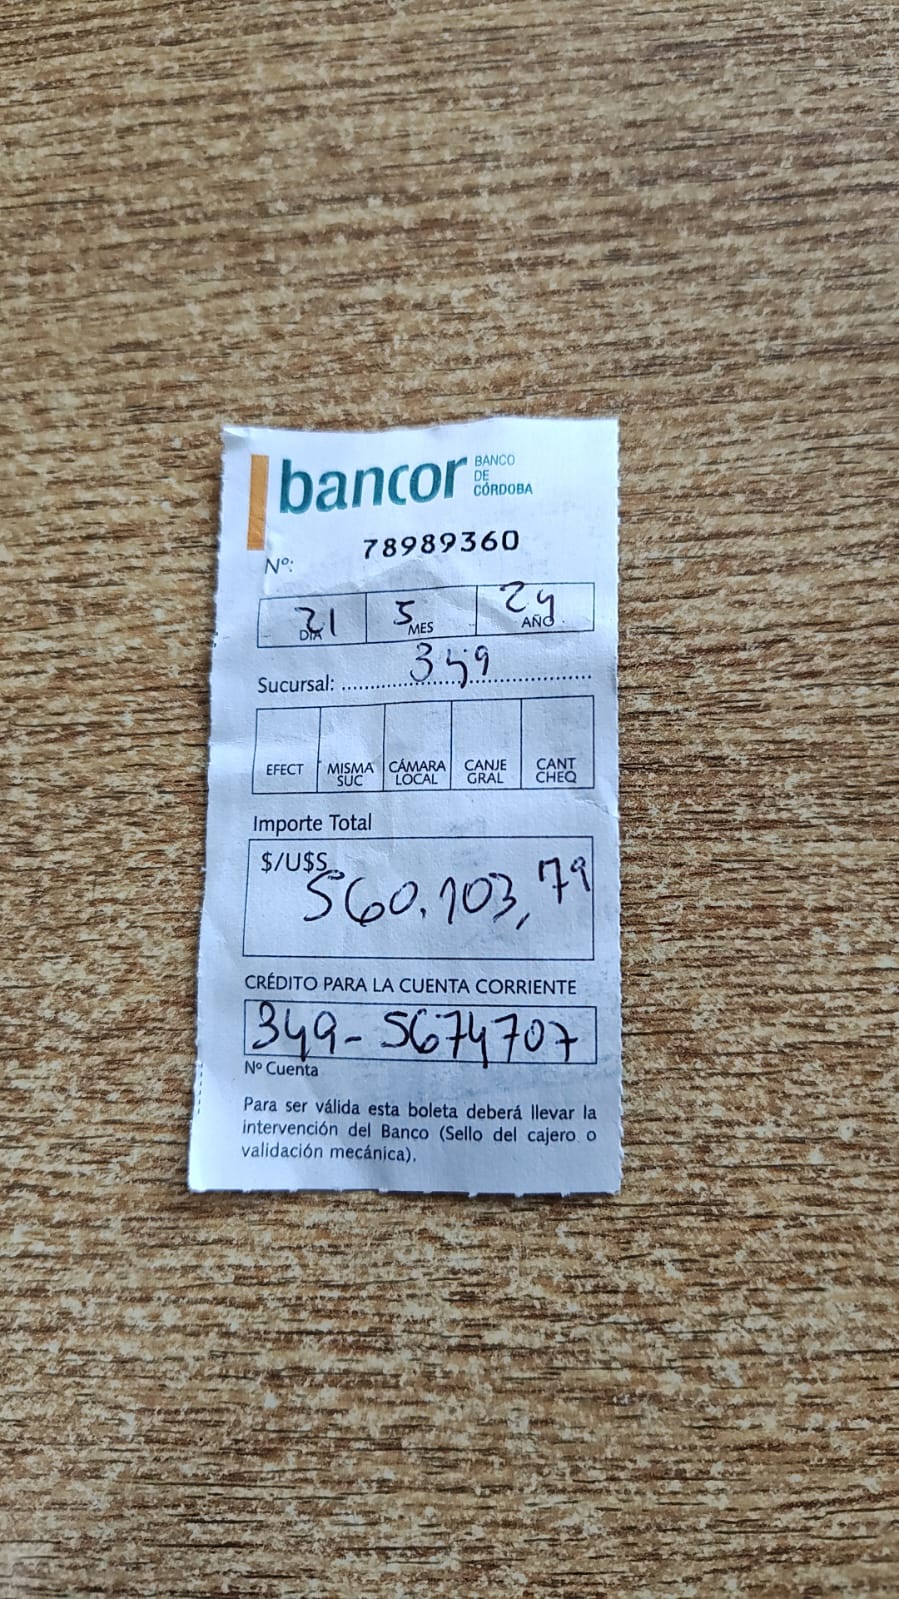 bancor BANCO
DE
CÓRDOBA
Nº: 78989360
21 5 24
DÍA MES AÑO
Sucursal: 349
EFECT MISMA SUC CÁMARA LOCAL CANJE GRAL CANT CHEQ
Importe Total
$/U$S 560.103,79
CRÉDITO PARA LA CUENTA CORRIENTE
349-5674707
Nº Cuenta
Para ser válida esta boleta deberá llevar la
intervención del Banco (Sello del cajero o
validación mecánica).